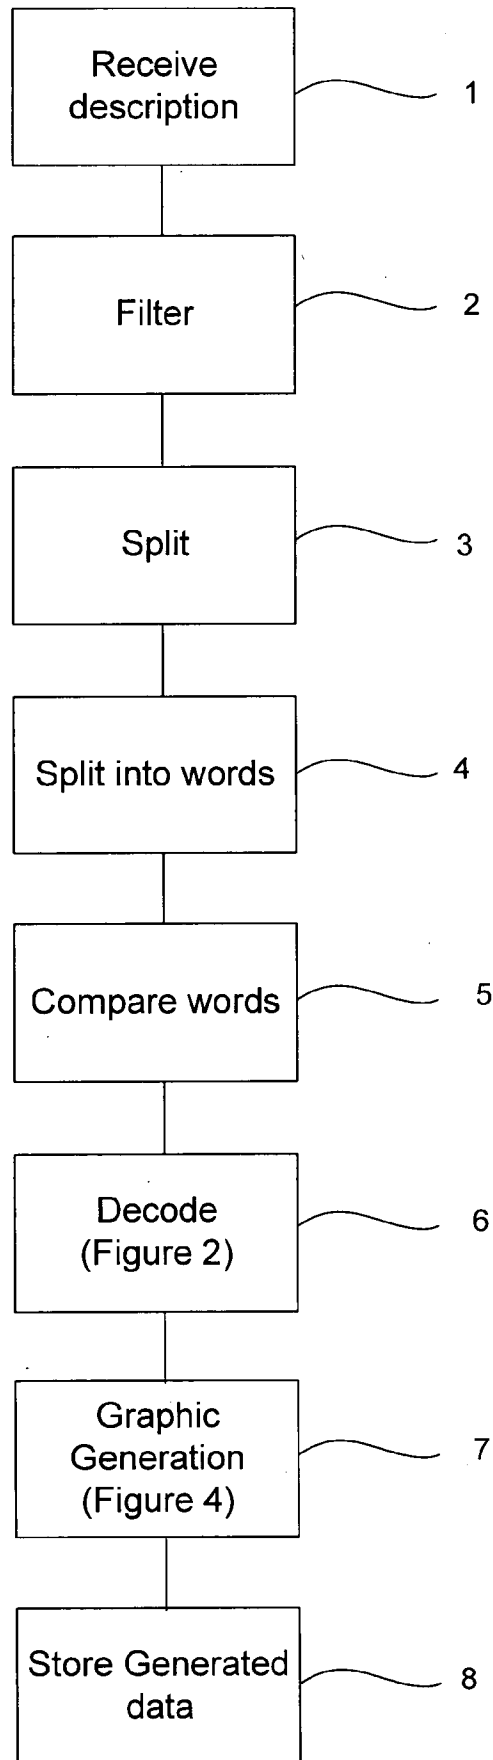 Receive
description
1
Filter
2
Split
3
Split into words
4
Compare words
5
Decode
(Figure 2)
6
Graphic
Generation
(Figure 4)
7
Store Generated
data
8